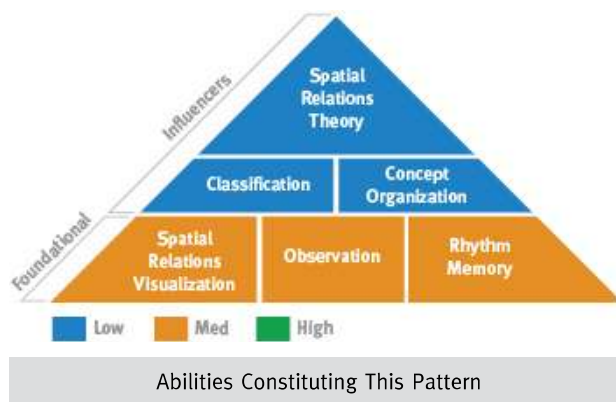 Influencers
Foundational
Spatial
Relations
Theory
Classification
Concept
Organization
Spatial
Relations
Visualization
Observation
Rhythm
Memory
Low
Med
High
Abilities Constituting This Pattern